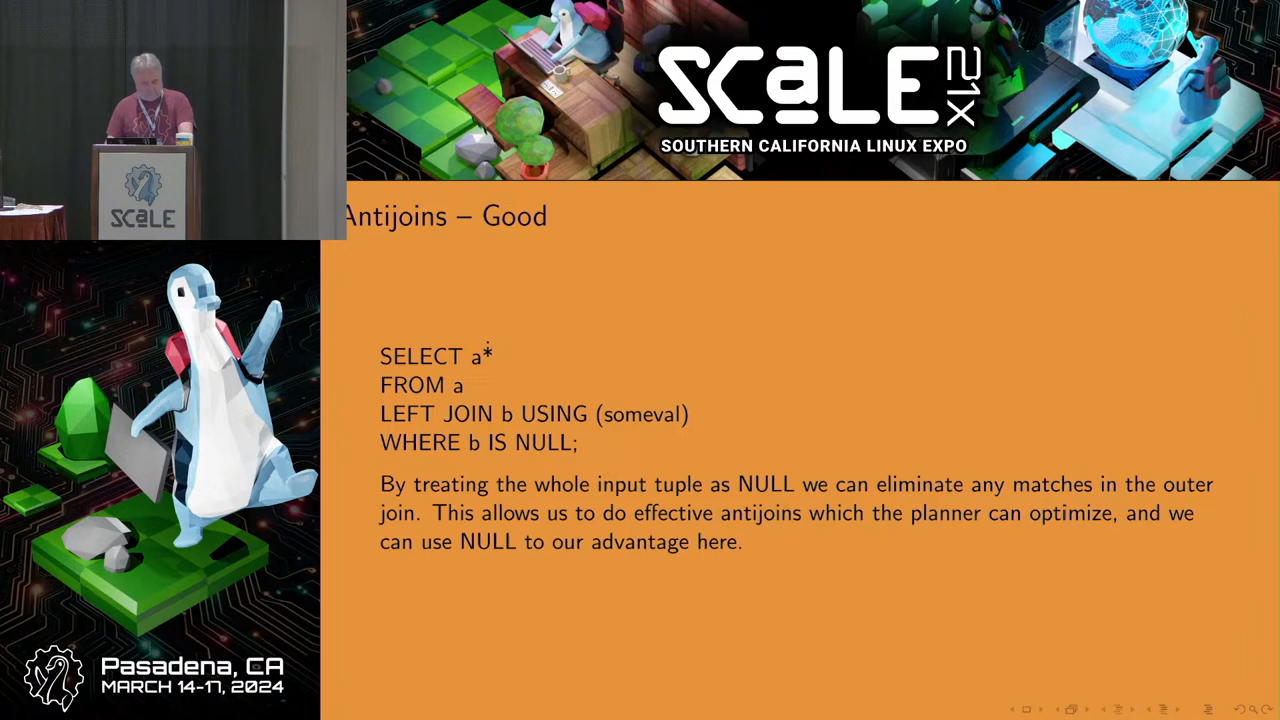 SCaLE 21x
SOUTHERN CALIFORNIA LINUX EXPO
SCaLE
Antijoins – Good
SELECT a.*
FROM a
LEFT JOIN b USING (someval)
WHERE b IS NULL;
By treating the whole input tuple as NULL we can eliminate any matches in the outer
join. This allows us to do effective antijoins which the planner can optimize, and we
can use NULL to our advantage here.
Pasadena, CA
MARCH 14-17, 2024